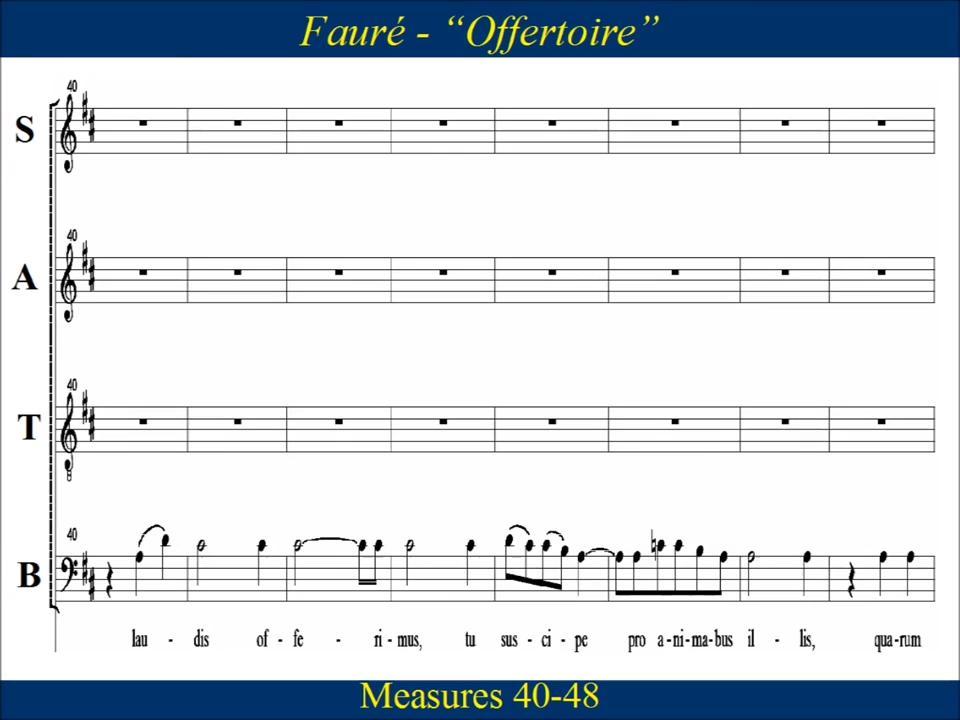 Fauré - “Offertoire”
40
S
40
A
40
T
8
40
B
lau - dis of - fe - ri - mus, tu sus - ci - pe pro a - ni - ma - bus il - lis, qua - rum
Measures 40-48